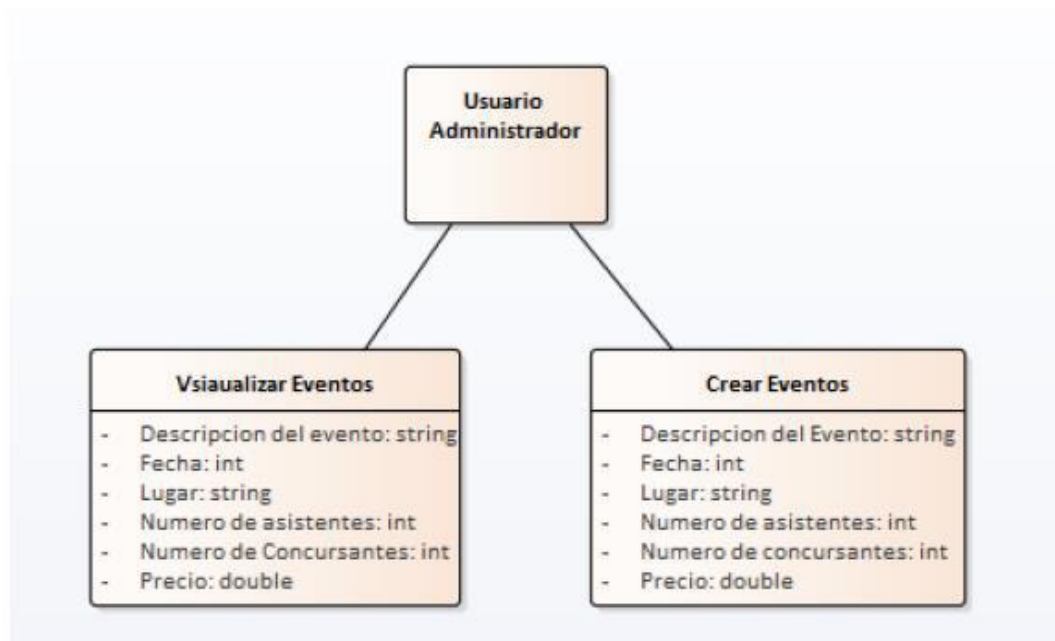 Usuario
Administrador
Vsiaualizar Eventos
- Descripcion del evento: string
- Fecha: int
- Lugar: string
- Numero de asistentes: int
- Numero de Concursantes: int
- Precio: double
Crear Eventos
- Descripcion del Evento: string
- Fecha: int
- Lugar: string
- Numero de asistentes: int
- Numero de concursantes: int
- Precio: double